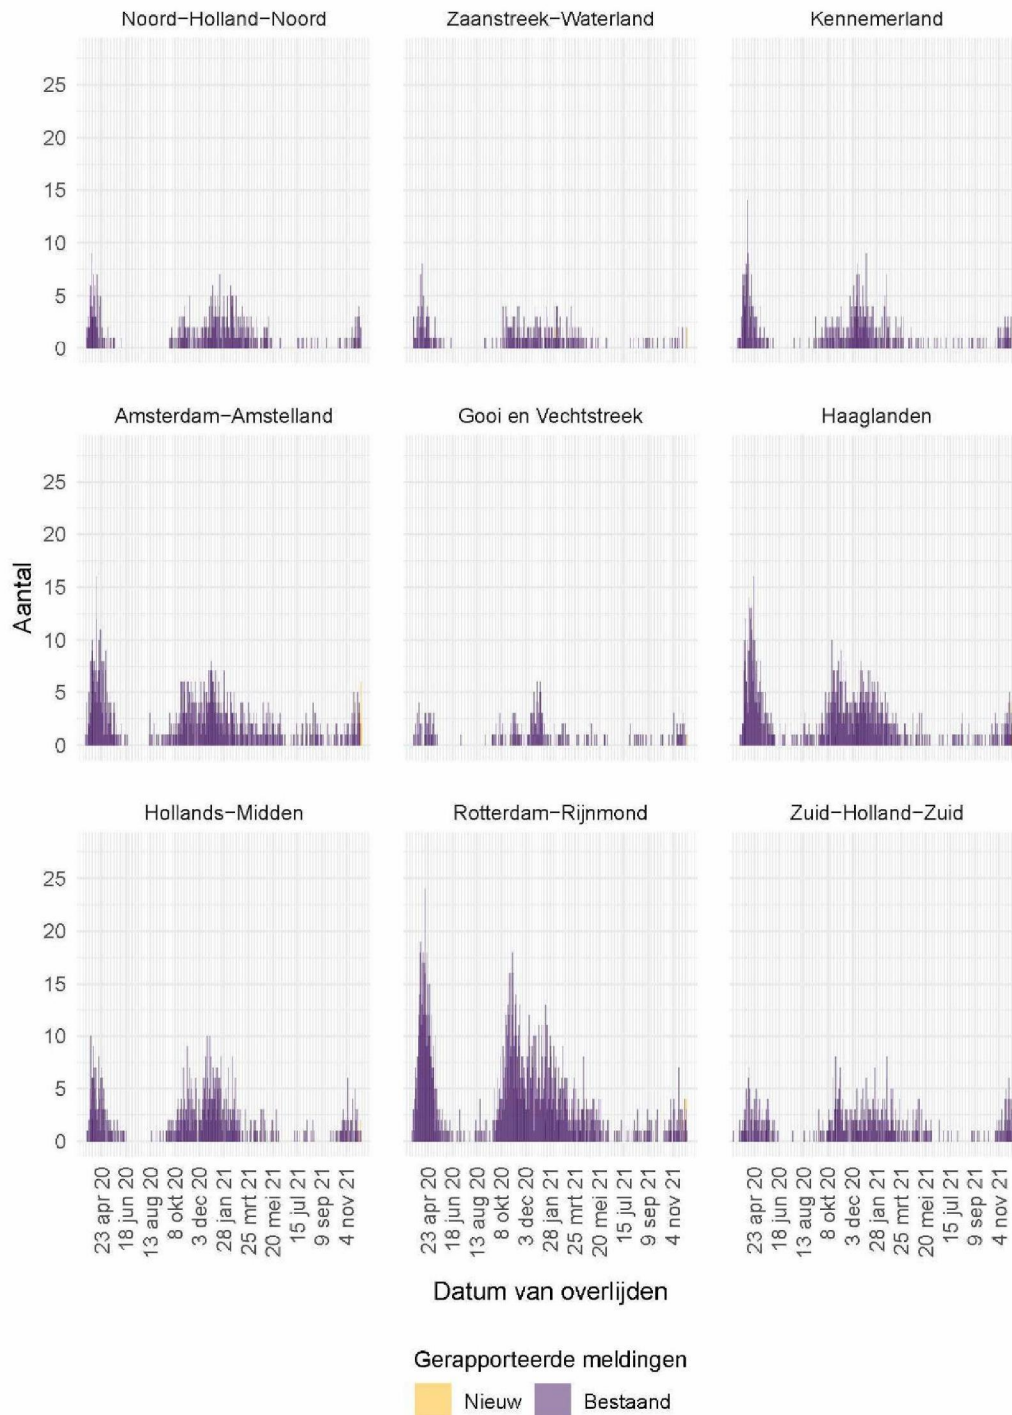 Noord-Holland-Noord
Zaanstreek-Waterland
Kennemerland
25
20
15
10
5
0
Amsterdam-Amstelland
Gooi en Vechtstreek
Haaglanden
25
20
15
10
5
0
Aantal
Hollands-Midden
Rotterdam-Rijnmond
Zuid-Holland-Zuid
25
20
15
10
5
0
23 apr 20
18 jun 20
13 aug 20
8 okt 20
3 dec 20
28 jan 21
25 mrt 21
20 mei 21
15 jul 21
9 sep 21
4 nov 21
23 apr 20
18 jun 20
13 aug 20
8 okt 20
3 dec 20
28 jan 21
25 mrt 21
20 mei 21
15 jul 21
9 sep 21
4 nov 21
23 apr 20
18 jun 20
13 aug 20
8 okt 20
3 dec 20
28 jan 21
25 mrt 21
20 mei 21
15 jul 21
9 sep 21
4 nov 21
Datum van overlijden
Gerapporteerde meldingen
Nieuw
Bestaand